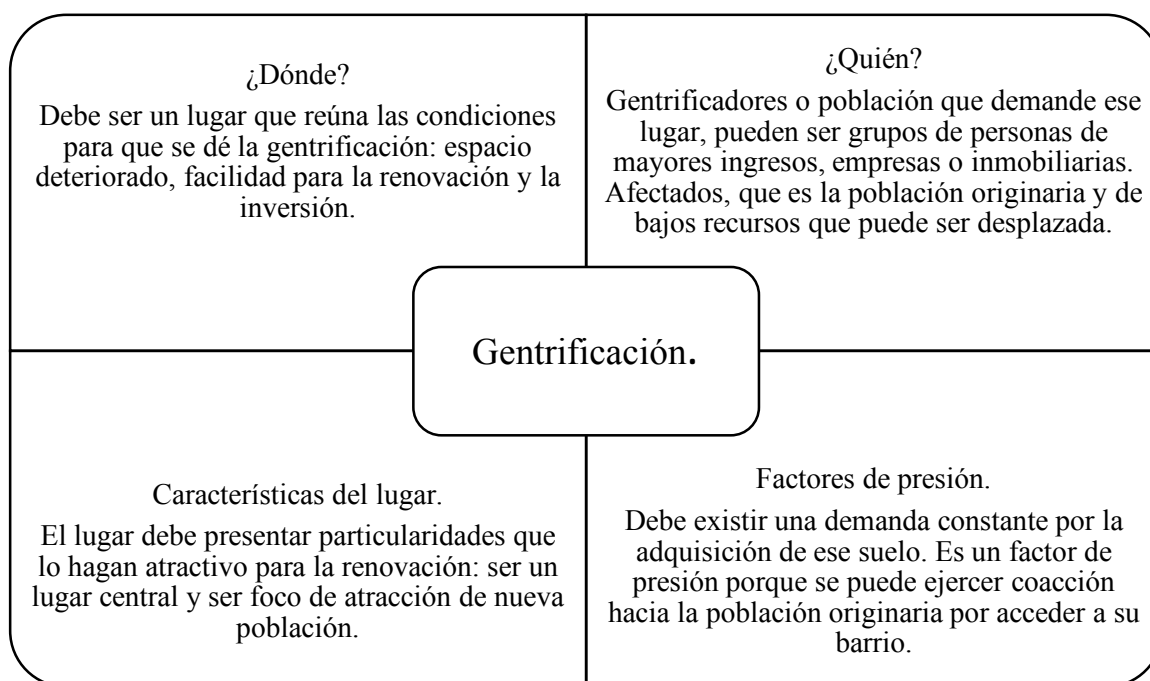 ¿Dónde?
Debe ser un lugar que reúna las condiciones
para que se dé la gentrificación: espacio
deteriorado, facilidad para la renovación y la
inversión.
¿Quién?
Gentrificadores o población que demande ese
lugar, pueden ser grupos de personas de
mayores ingresos, empresas o inmobiliarias.
Afectados, que es la población originaria y de
bajos recursos que puede ser desplazada.
Gentrificación.
Características del lugar.
El lugar debe presentar particularidades que
lo hagan atractivo para la renovación: ser un
lugar central y ser foco de atracción de nueva
población.
Factores de presión.
Debe existir una demanda constante por la
adquisición de ese suelo. Es un factor de
presión porque se puede ejercer coacción
hacia la población originaria por acceder a su
barrio.